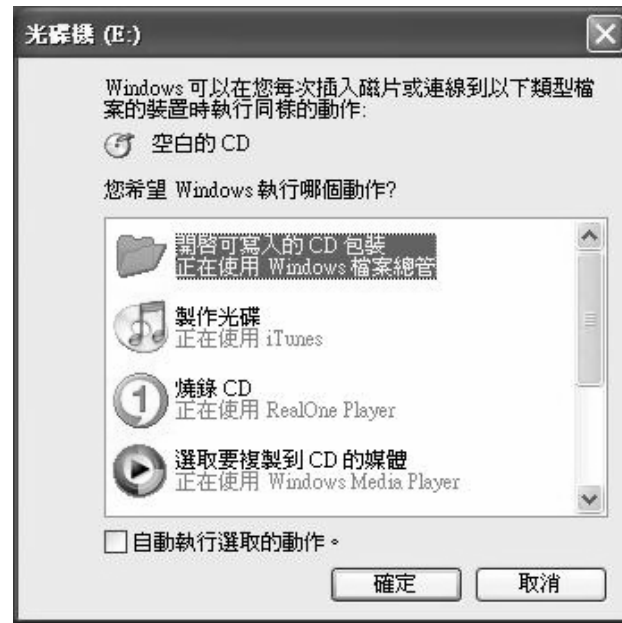 光碟機 (E:)
Windows 可以在您每次插入磁片或連線到以下類型檔
案的裝置時執行同樣的動作:
空白的 CD
您希望 Windows 執行哪個動作?
開啟可寫入的 CD 包裝
正在使用 Windows 檔案總管
製作光碟
正在使用 iTunes
燒錄 CD
正在使用 RealOne Player
選取要複製到 CD 的媒體
正在使用 Windows Media Player
自動執行選取的動作。
確定
取消